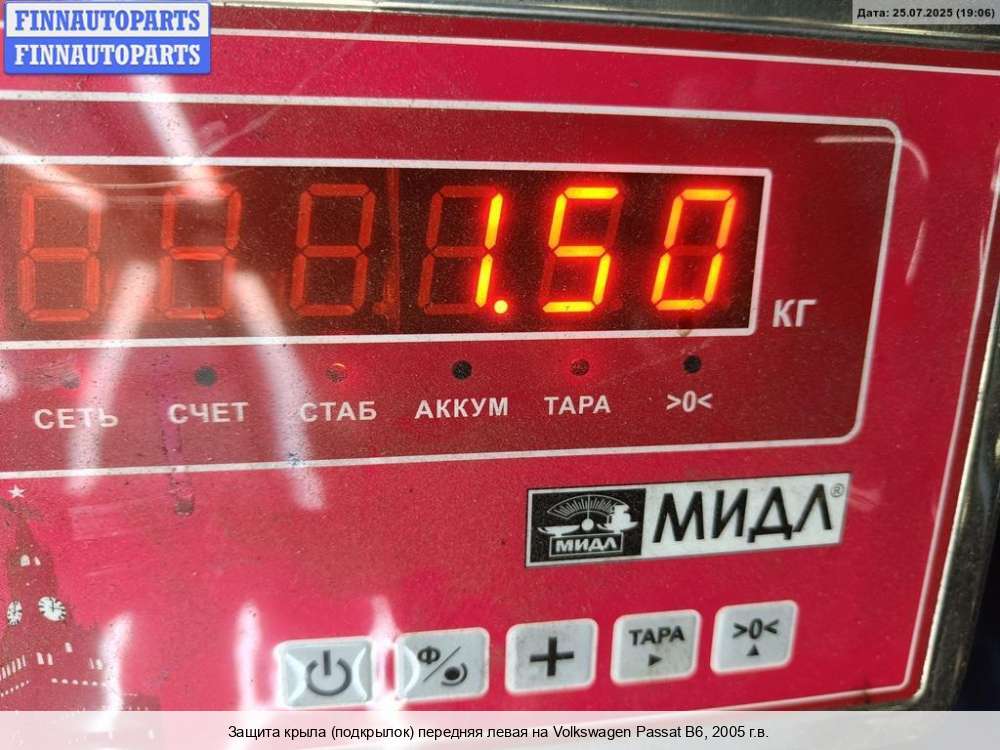 FINNAUTOPARTS
FINNAUTOPARTS
Дата: 25.07.2025 (19:06)
1.50
КГ
СЕТЬ СЧЕТ СТАБ АККУМ ТАРА >0<
МИДЛ МИДЛ®
Ф/ + ТАРА >0<
Защита крыла (подкрылок) передняя левая на Volkswagen Passat B6, 2005 г.в.